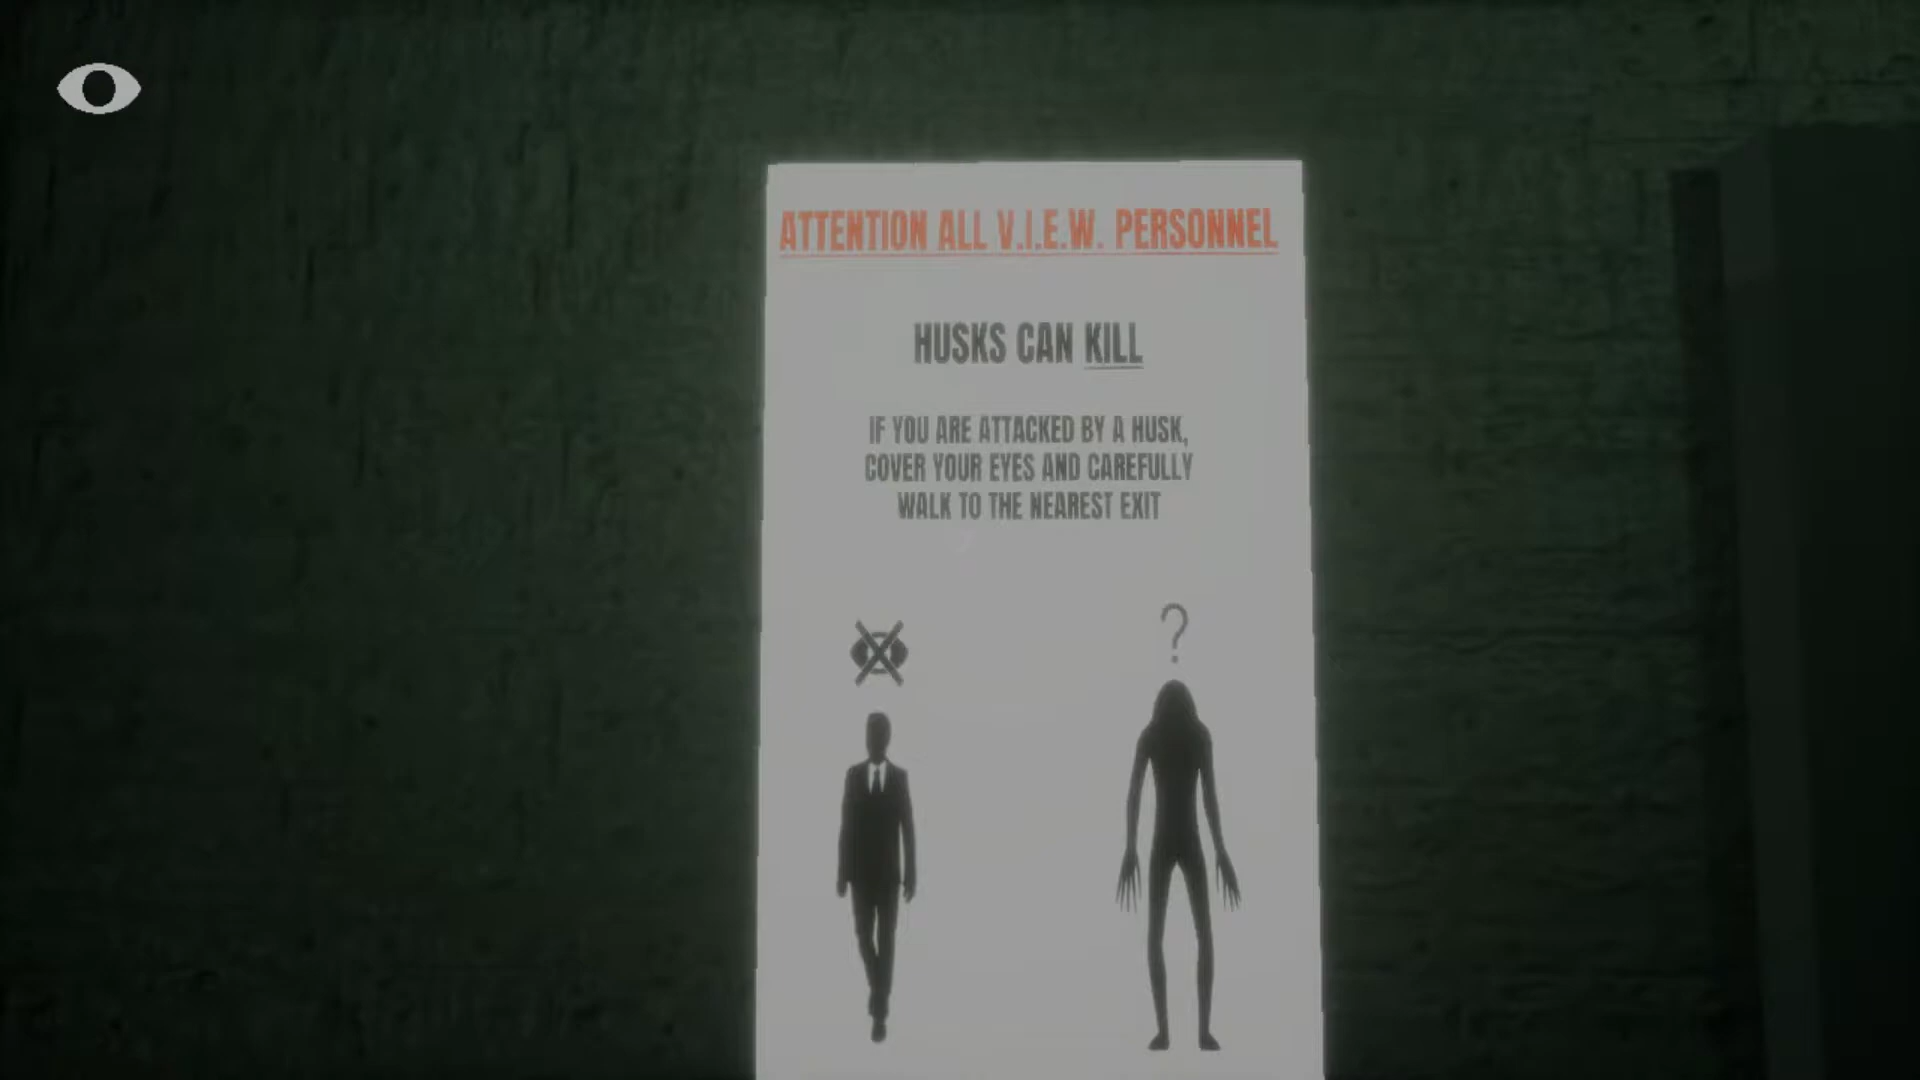 ATTENTION ALL V.I.E.W. PERSONNEL
HUSKS CAN KILL
IF YOU ARE ATTACKED BY A HUSK,
COVER YOUR EYES AND CAREFULLY
WALK TO THE NEAREST EXIT
?